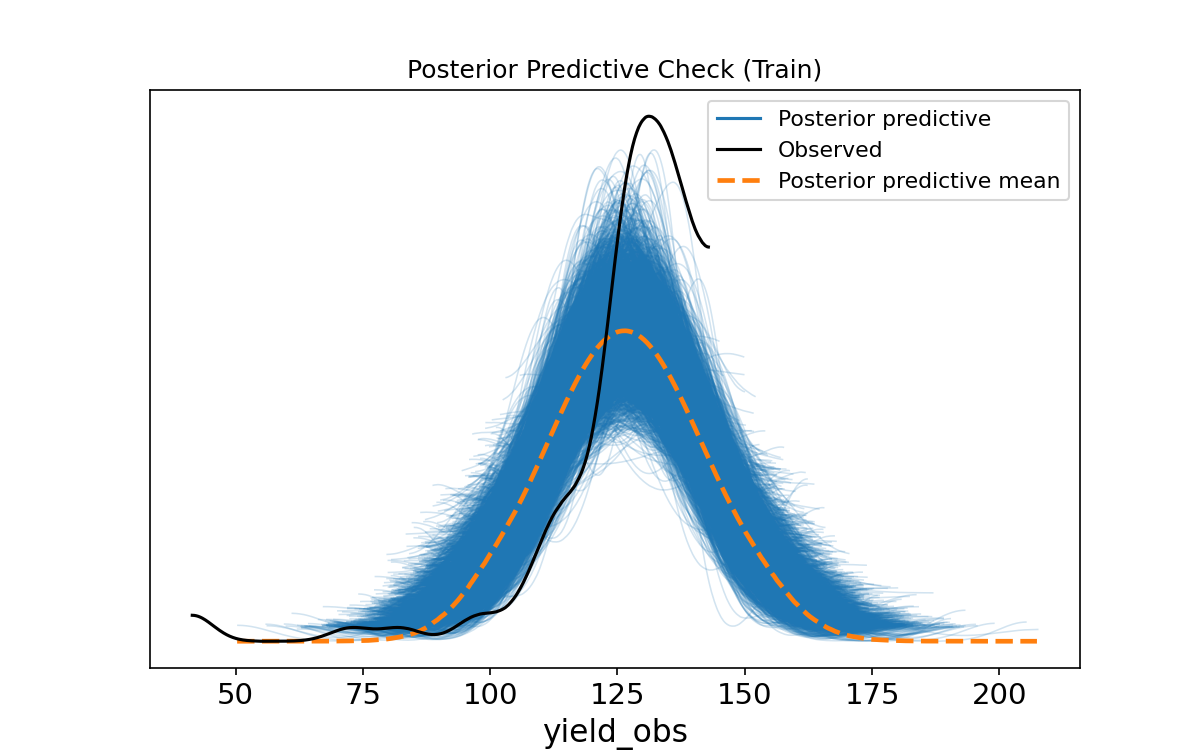 Posterior Predictive Check (Train)
Posterior predictive
Observed
Posterior predictive mean
50 75 100 125 150 175 200
yield_obs